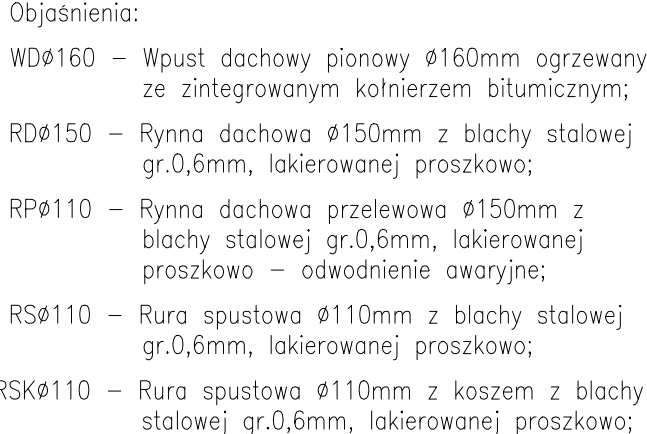 Objaśnienia:
WDø160 – Wpust dachowy pionowy ø160mm ogrzewany
ze zintegrowanym kołnierzem bitumicznym;
RDø150 – Rynna dachowa ø150mm z blachy stalowej
gr.0,6mm, lakierowanej proszkowo;
RPø110 – Rynna dachowa przelewowa ø150mm z
blachy stalowej gr.0,6mm, lakierowanej
proszkowo – odwodnienie awaryjne;
RSø110 – Rura spustowa ø110mm z blachy stalowej
gr.0,6mm, lakierowanej proszkowo;
RSKø110 – Rura spustowa ø110mm z koszem z blachy
stalowej gr.0,6mm, lakierowanej proszkowo;